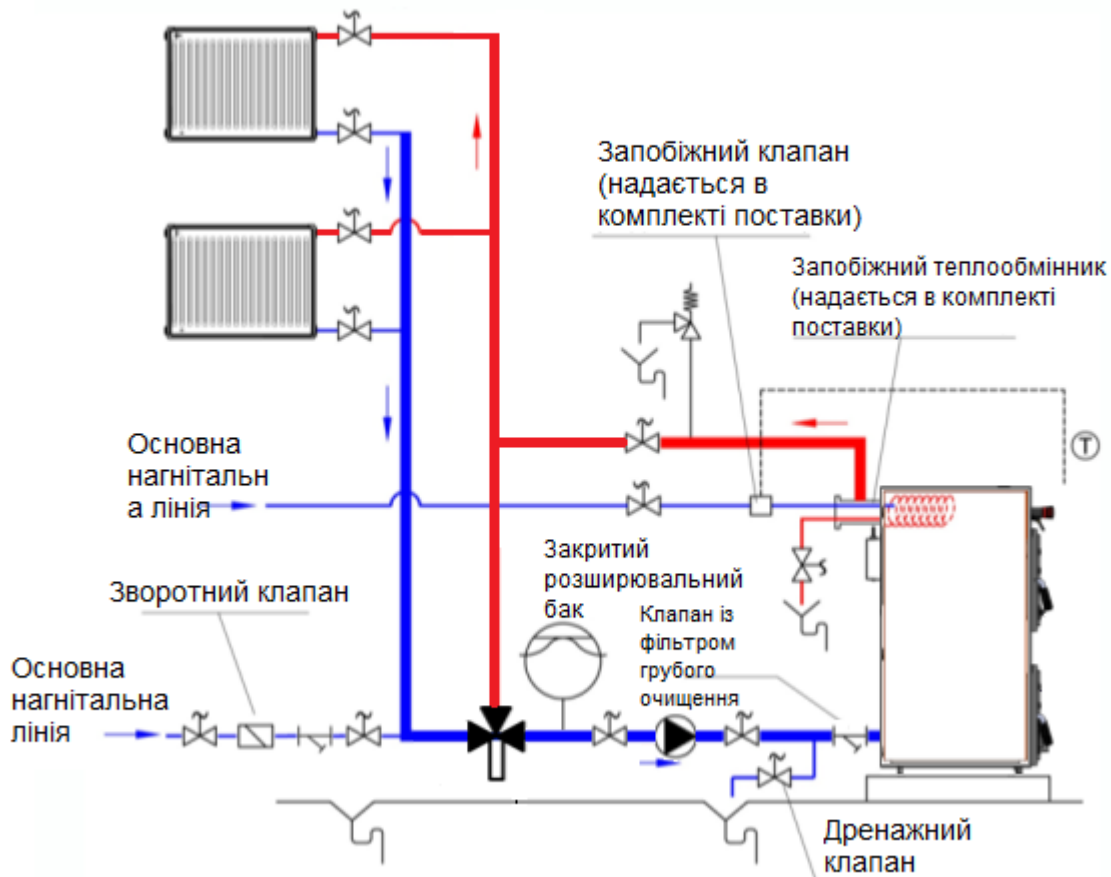 Запобіжний клапан
(надається в
комплекті поставки)
Запобіжний теплообмінник
(надається в комплекті
поставки)
Основна
нагнітальн
а лінія
T
Закритий
розширювальний
бак
Зворотний клапан
Клапан із
фільтром
грубого
очищення
Основна
нагнітальна
лінія
Дренажний
клапан